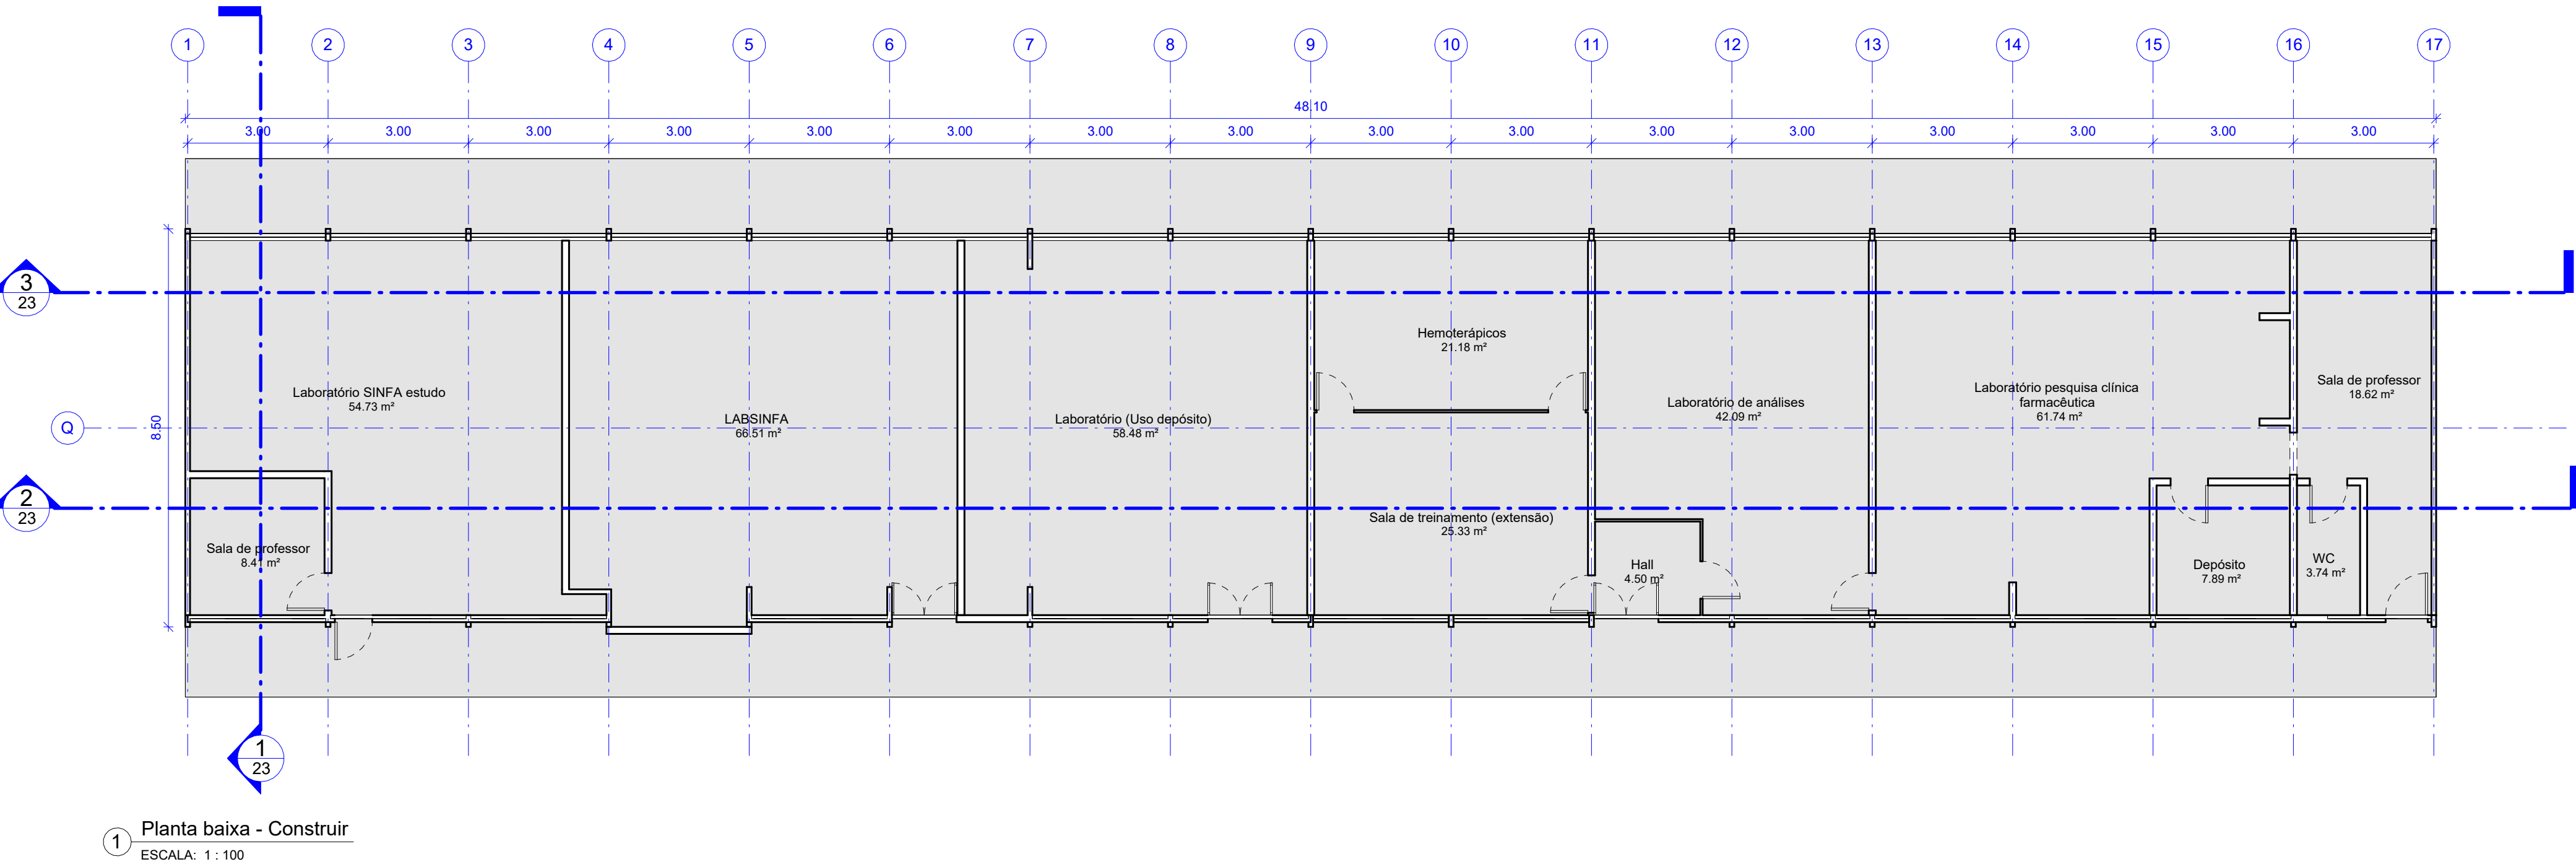 1 2 3 4 5 6 7 8 9 10 11 12 13 14 15 16 17
48.10
3.00 3.00 3.00 3.00 3.00 3.00 3.00 3.00 3.00 3.00 3.00 3.00 3.00 3.00 3.00 3.00
3
23
Hemoterápicos
21.18 m²
Laboratório SINFA estudo
54.73 m²
LABSINFA
66.51 m²
Laboratório (Uso depósito)
58.48 m²
Laboratório de análises
42.09 m²
Laboratório pesquisa clínica
farmacêutica
61.74 m²
Sala de professor
18.62 m²
Q
8.50
2
23
Sala de treinamento (extensão)
25.33 m²
Sala de professor
8.41 m²
Hall
4.50 m²
Depósito
7.89 m²
WC
3.74 m²
1
23
1
Planta baixa - Construir
ESCALA: 1 : 100